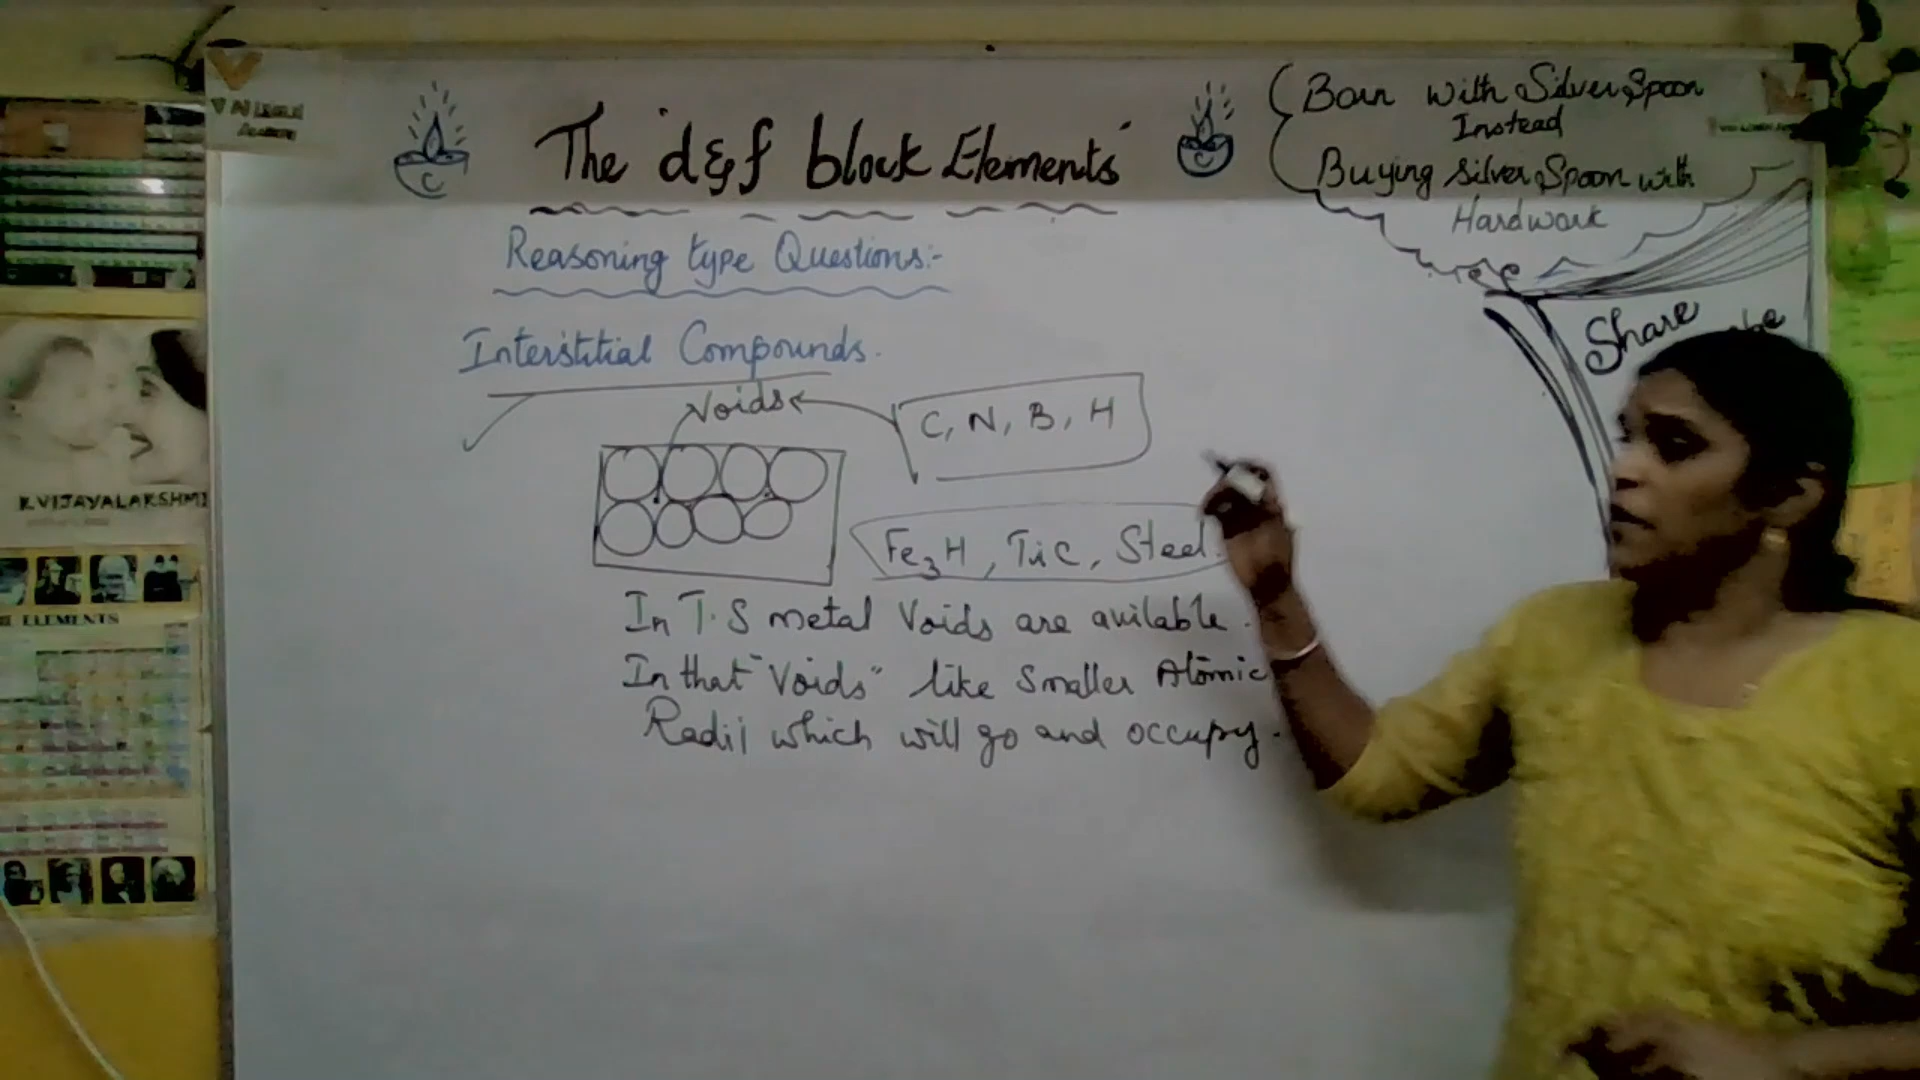 The "d&f block Elements"
Born with Silver Spoon
Instead
Buying Silver Spoon with
Hardwork
Reasoning type Questions:-
Interstitial Compounds.
Voids
C, N, B, H
Fe3H, TiC, Steel.
In T.S metal Voids are avilable.
In that "Voids" like Smaller Atomic
Radii which will go and occupy.
Share
K.VIJAYALAKSHMI
ELEMENTS